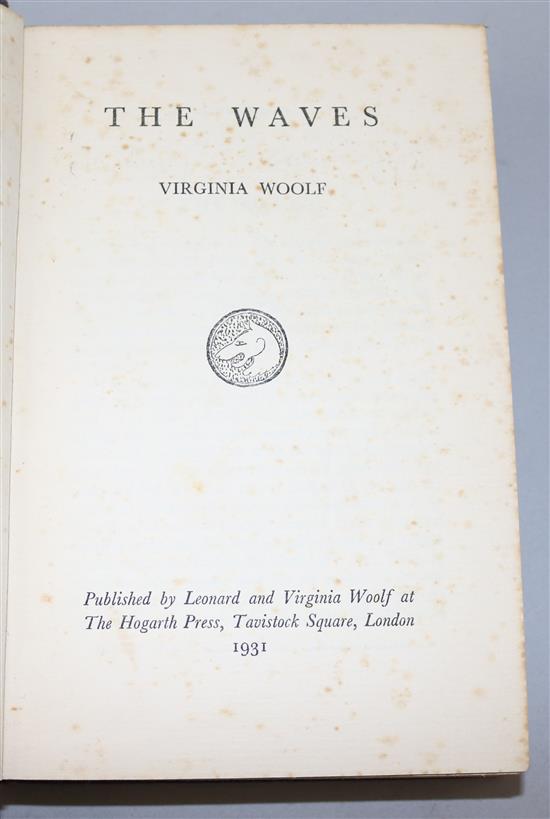 THE WAVES
VIRGINIA WOOLF
Published by Leonard and Virginia Woolf at
The Hogarth Press, Tavistock Square, London
1931